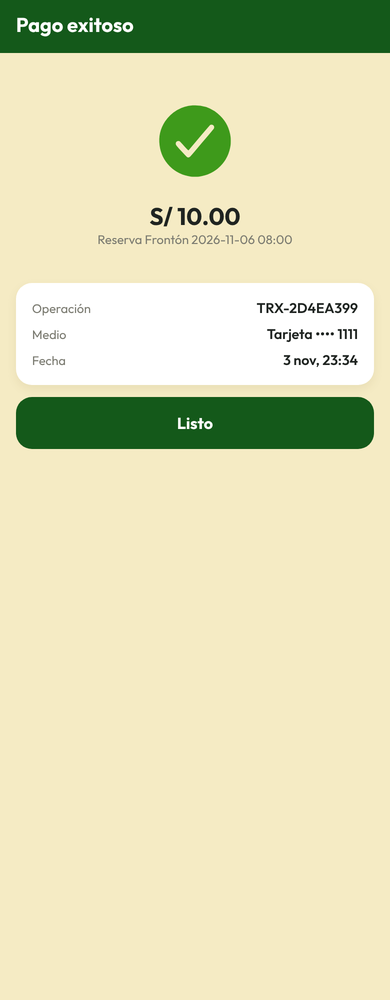 Pago exitoso
S/ 10.00
Reserva Frontón 2026-11-06 08:00
Operación TRX-2D4EA399
Medio Tarjeta •••• 1111
Fecha 3 nov, 23:34
Listo